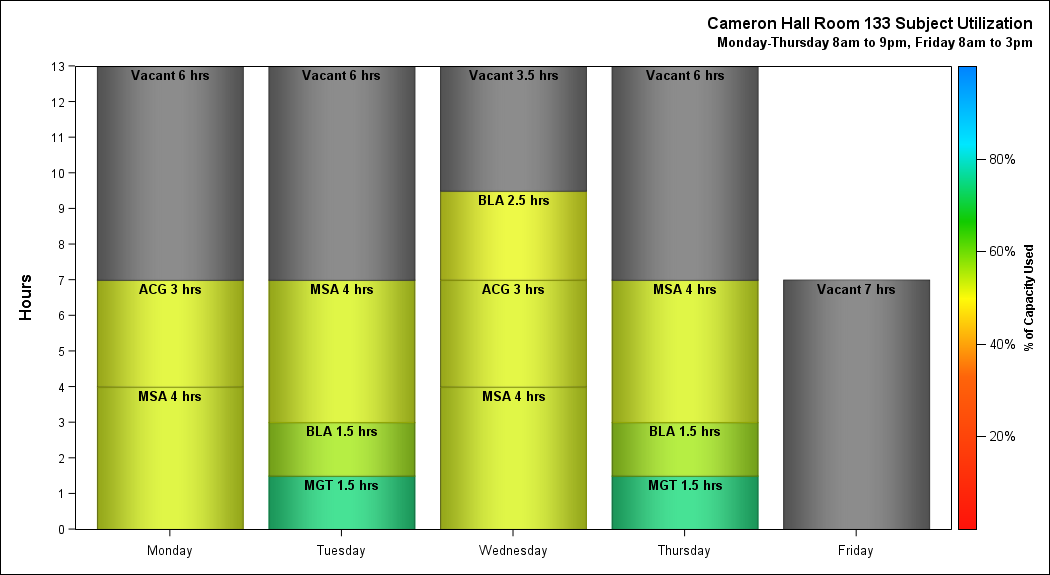 Cameron Hall Room 133 Subject Utilization
Monday-Thursday 8am to 9pm, Friday 8am to 3pm
Hours
13
12
11
10
9
8
7
6
5
4
3
2
1
0
Vacant 6 hrs
ACG 3 hrs
MSA 4 hrs
Vacant 6 hrs
MSA 4 hrs
BLA 1.5 hrs
MGT 1.5 hrs
Vacant 3.5 hrs
BLA 2.5 hrs
ACG 3 hrs
MSA 4 hrs
Vacant 6 hrs
MSA 4 hrs
BLA 1.5 hrs
MGT 1.5 hrs
Vacant 7 hrs
Monday
Tuesday
Wednesday
Thursday
Friday
80%
60%
40%
20%
% of Capacity Used